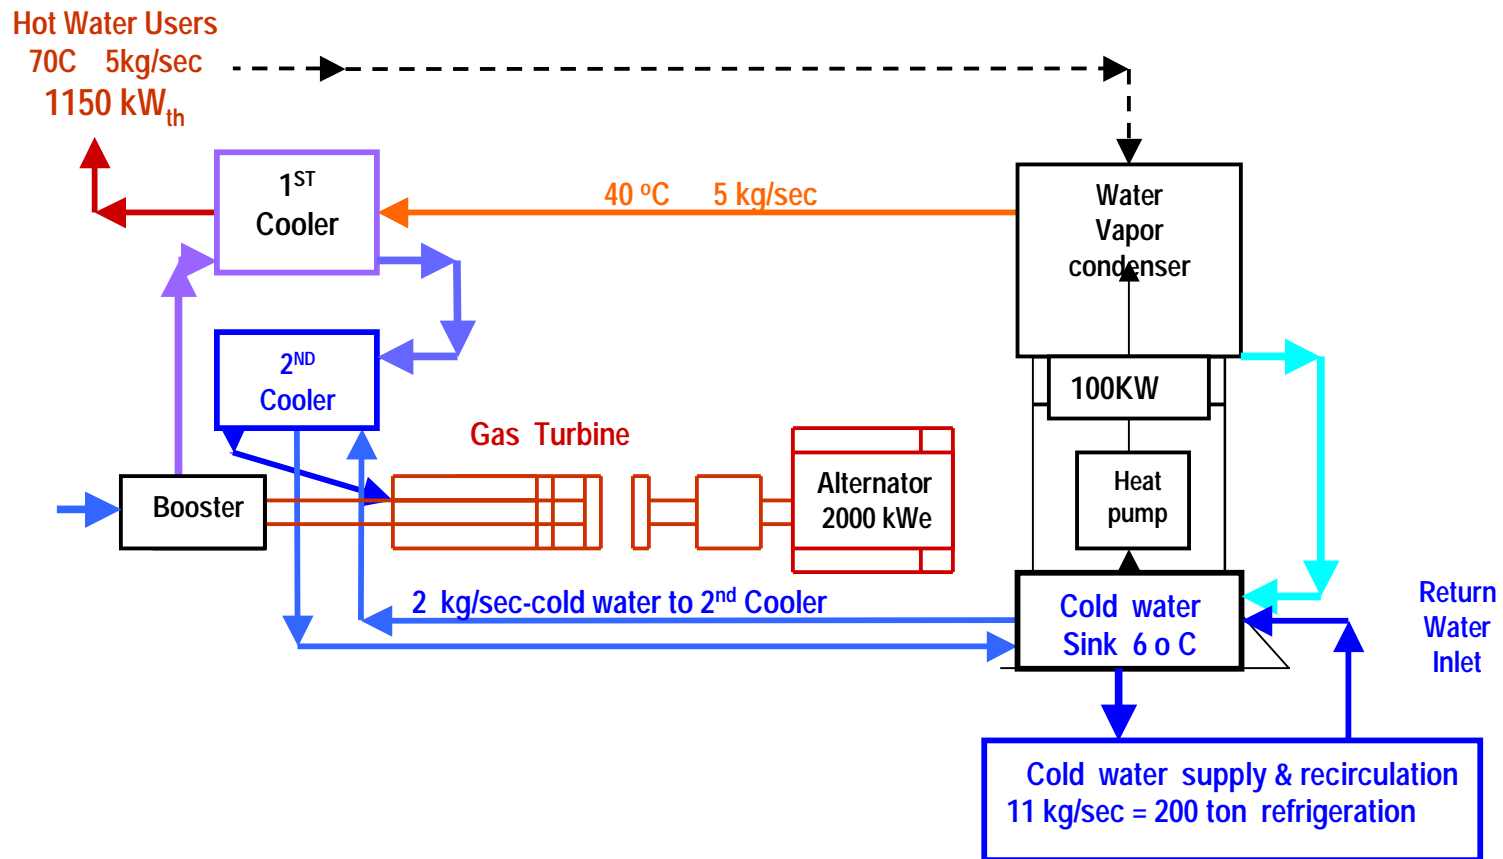 Hot Water Users
70C 5kg/sec
1150 kWth
1ST
Cooler
40 ºC 5 kg/sec
Water
Vapor
condenser
2ND
Cooler
100KW
Gas Turbine
Booster
Alternator
2000 kWe
Heat
pump
2 kg/sec-cold water to 2nd Cooler
Cold water
Sink 6 o C
Return
Water
Inlet
Cold water supply & recirculation
11 kg/sec = 200 ton refrigeration